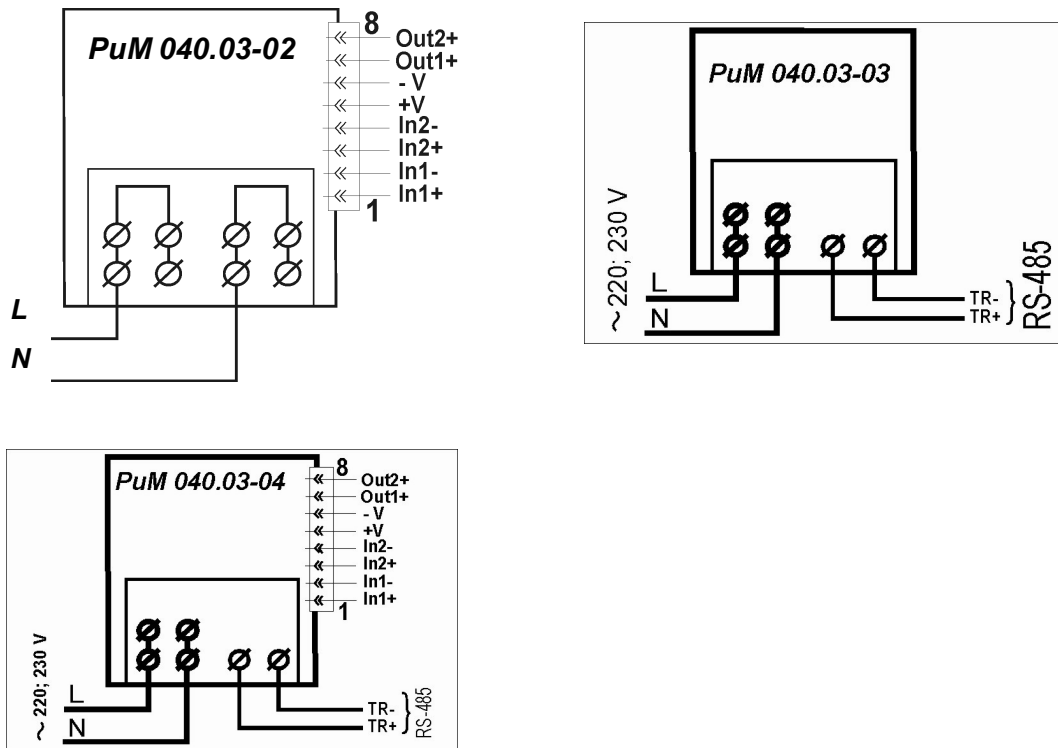 PuM 040.03-02
8
Out2+
Out1+
- V
+V
In2-
In2+
In1-
In1+
1
L
N
PuM 040.03-03
~ 220; 230 V
L
N
TR-
TR+
RS-485
PuM 040.03-04
8
Out2+
Out1+
- V
+V
In2-
In2+
In1-
In1+
1
~ 220; 230 V
L
N
TR-
TR+
RS-485